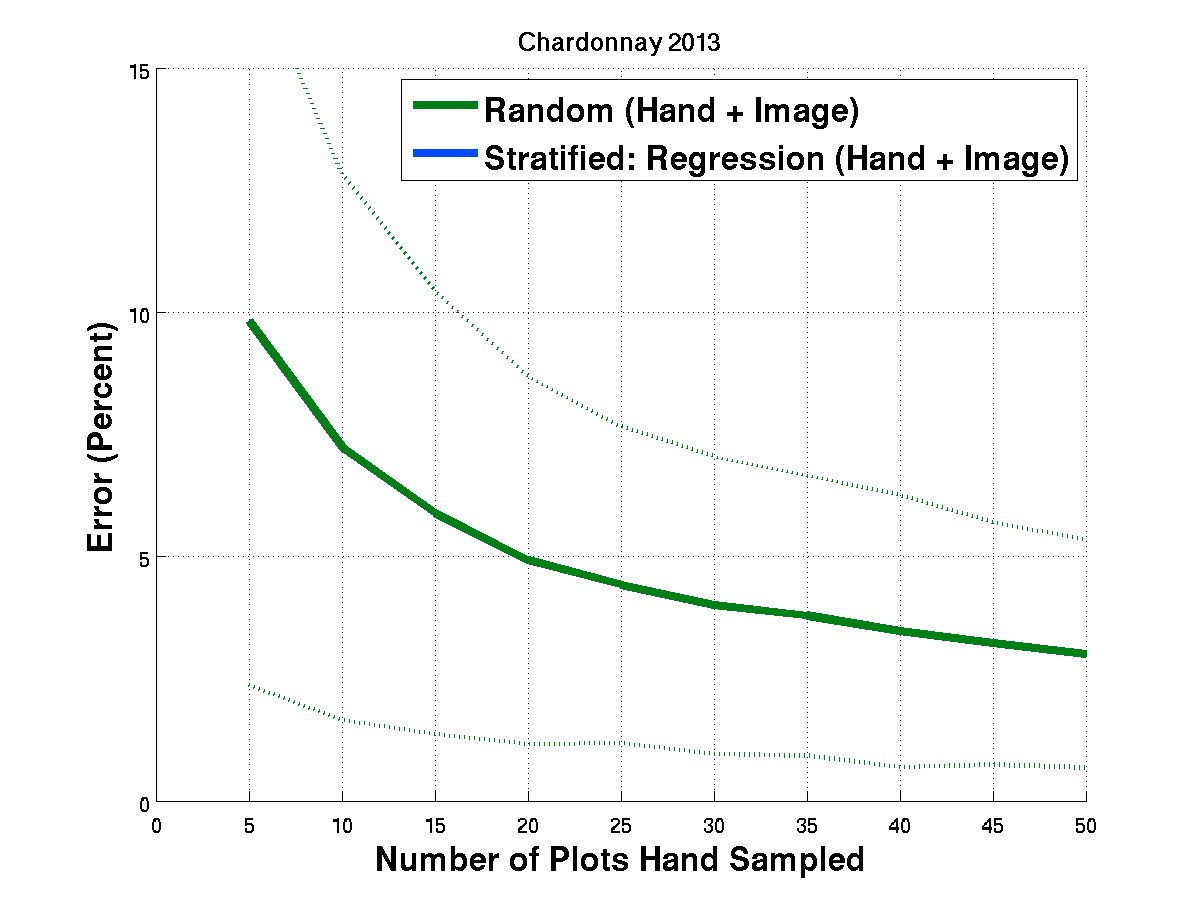 Chardonnay 2013
Random (Hand + Image)
Stratified: Regression (Hand + Image)
15
10
5
0
Error (Percent)
0 5 10 15 20 25 30 35 40 45 50
Number of Plots Hand Sampled